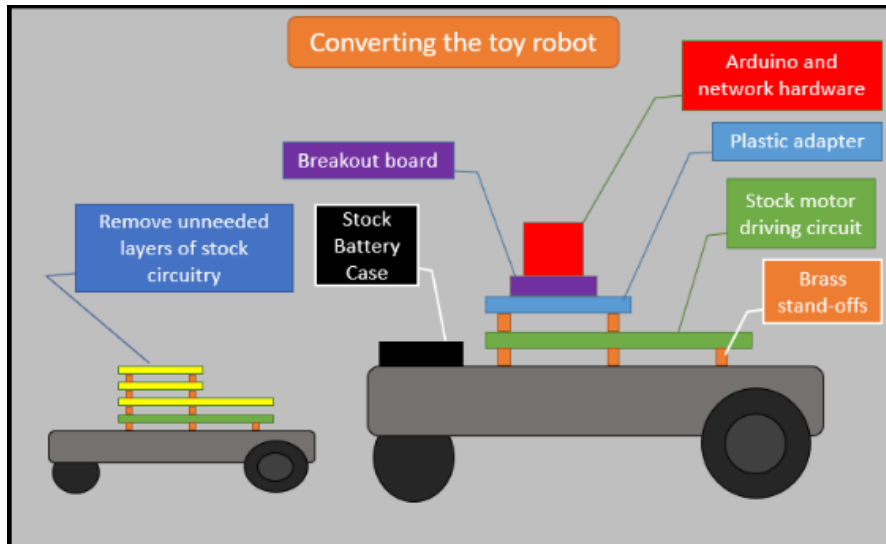 Converting the toy robot
Arduino and
network hardware
Breakout board
Plastic adapter
Remove unneeded
layers of stock
circuitry
Stock
Battery
Case
Stock motor
driving circuit
Brass
stand-offs